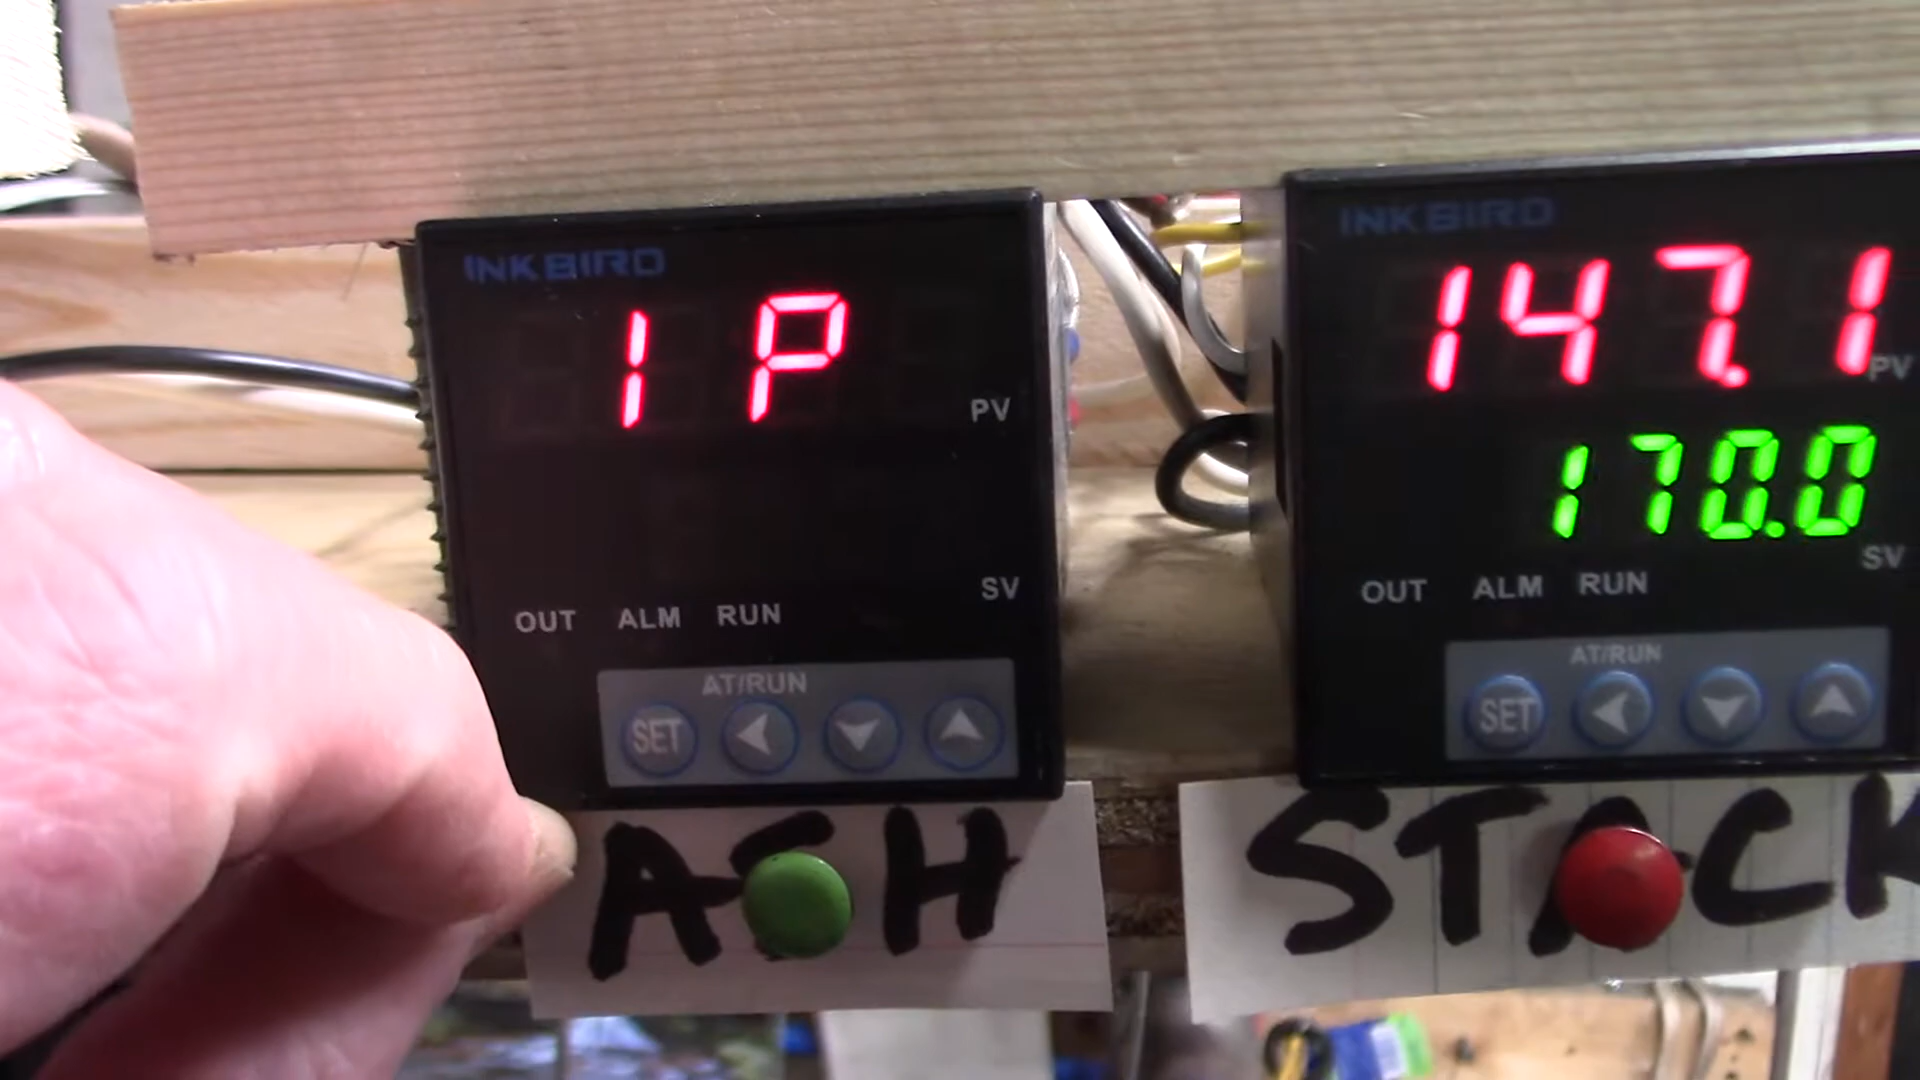 INKBIRD
1 P
PV
SV
OUT ALM RUN
AT/RUN
SET
ASH
INKBIRD
147.1
PV
170.0
SV
OUT ALM RUN
AT/RUN
SET
STACK